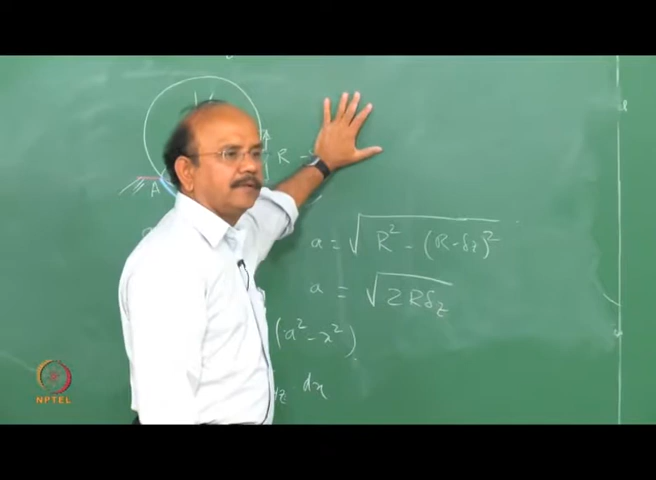 R -
A
a = √(R² - (R-δz)²)
a = √(2Rδz)
(a² - x²)
dx
NPTEL